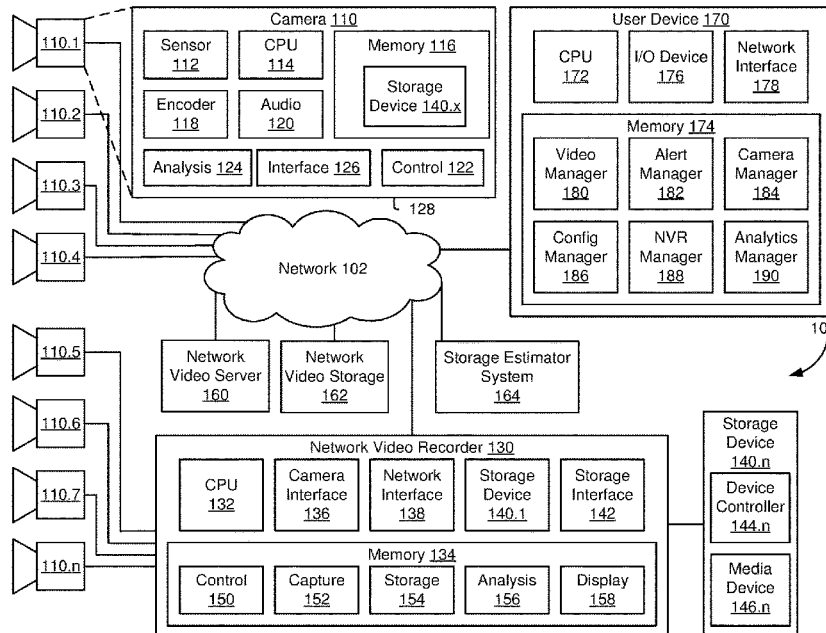 110.1
110.2
110.3
110.4
110.5
110.6
110.7
110.n
Camera 110
Sensor
112
CPU
114
Memory 116
Storage
Device 140.x
Encoder
118
Audio
120
Analysis 124
Interface 126
Control 122
128
User Device 170
CPU
172
I/O Device
176
Network
Interface
178
Memory 174
Video
Manager
180
Alert
Manager
182
Camera
Manager
184
Config
Manager
186
NVR
Manager
188
Analytics
Manager
190
10
Network 102
Network
Video Server
160
Network
Video Storage
162
Storage Estimator
System
164
Network Video Recorder 130
CPU
132
Camera
Interface
136
Network
Interface
138
Storage
Device
140.1
Storage
Interface
142
Memory 134
Control
150
Capture
152
Storage
154
Analysis
156
Display
158
Storage
Device
140.n
Device
Controller
144.n
Media
Device
146.n